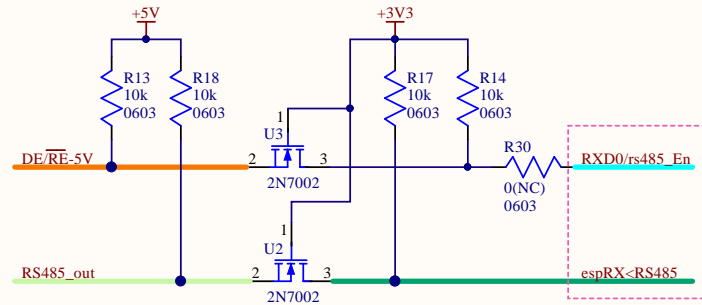 +5V
+3V3
R13
10k
0603
R18
10k
0603
R17
10k
0603
R14
10k
0603
1
U3
R30
DE/RE-5V
2
3
RXD0/rs485_En
2N7002
0(NC)
0603
1
U2
RS485_out
2
3
espRX<RS485
2N7002